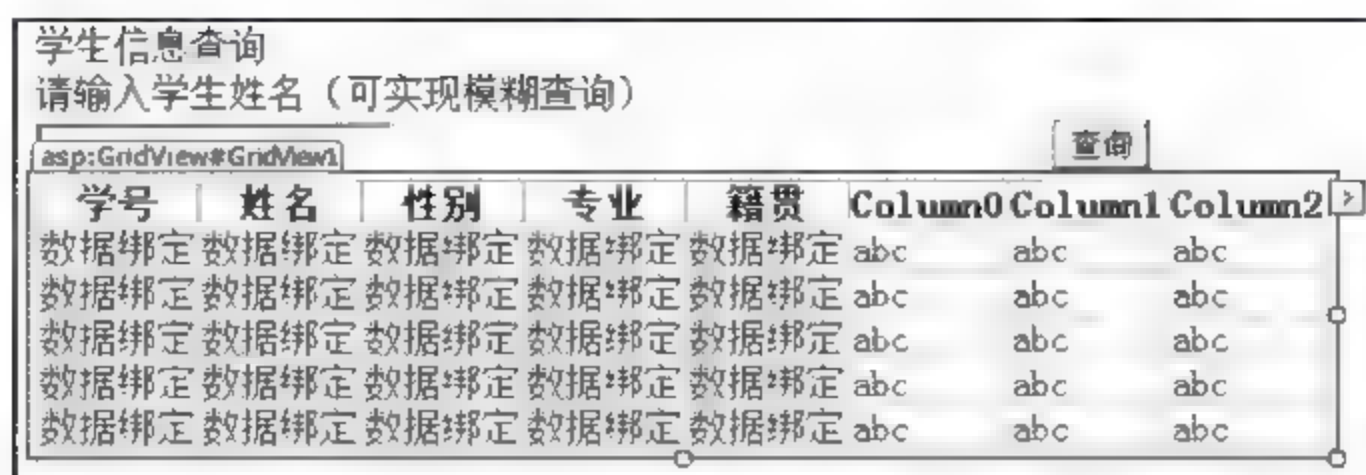 学生信息查询
请输入学生姓名（可实现模糊查询）
查询
asp:GridView#GridView1
学号 姓名 性别 专业 籍贯 Column0 Column1 Column2
数据绑定 数据绑定 数据绑定 数据绑定 数据绑定 abc abc abc
数据绑定 数据绑定 数据绑定 数据绑定 数据绑定 abc abc abc
数据绑定 数据绑定 数据绑定 数据绑定 数据绑定 abc abc abc
数据绑定 数据绑定 数据绑定 数据绑定 数据绑定 abc abc abc
数据绑定 数据绑定 数据绑定 数据绑定 数据绑定 abc abc abc